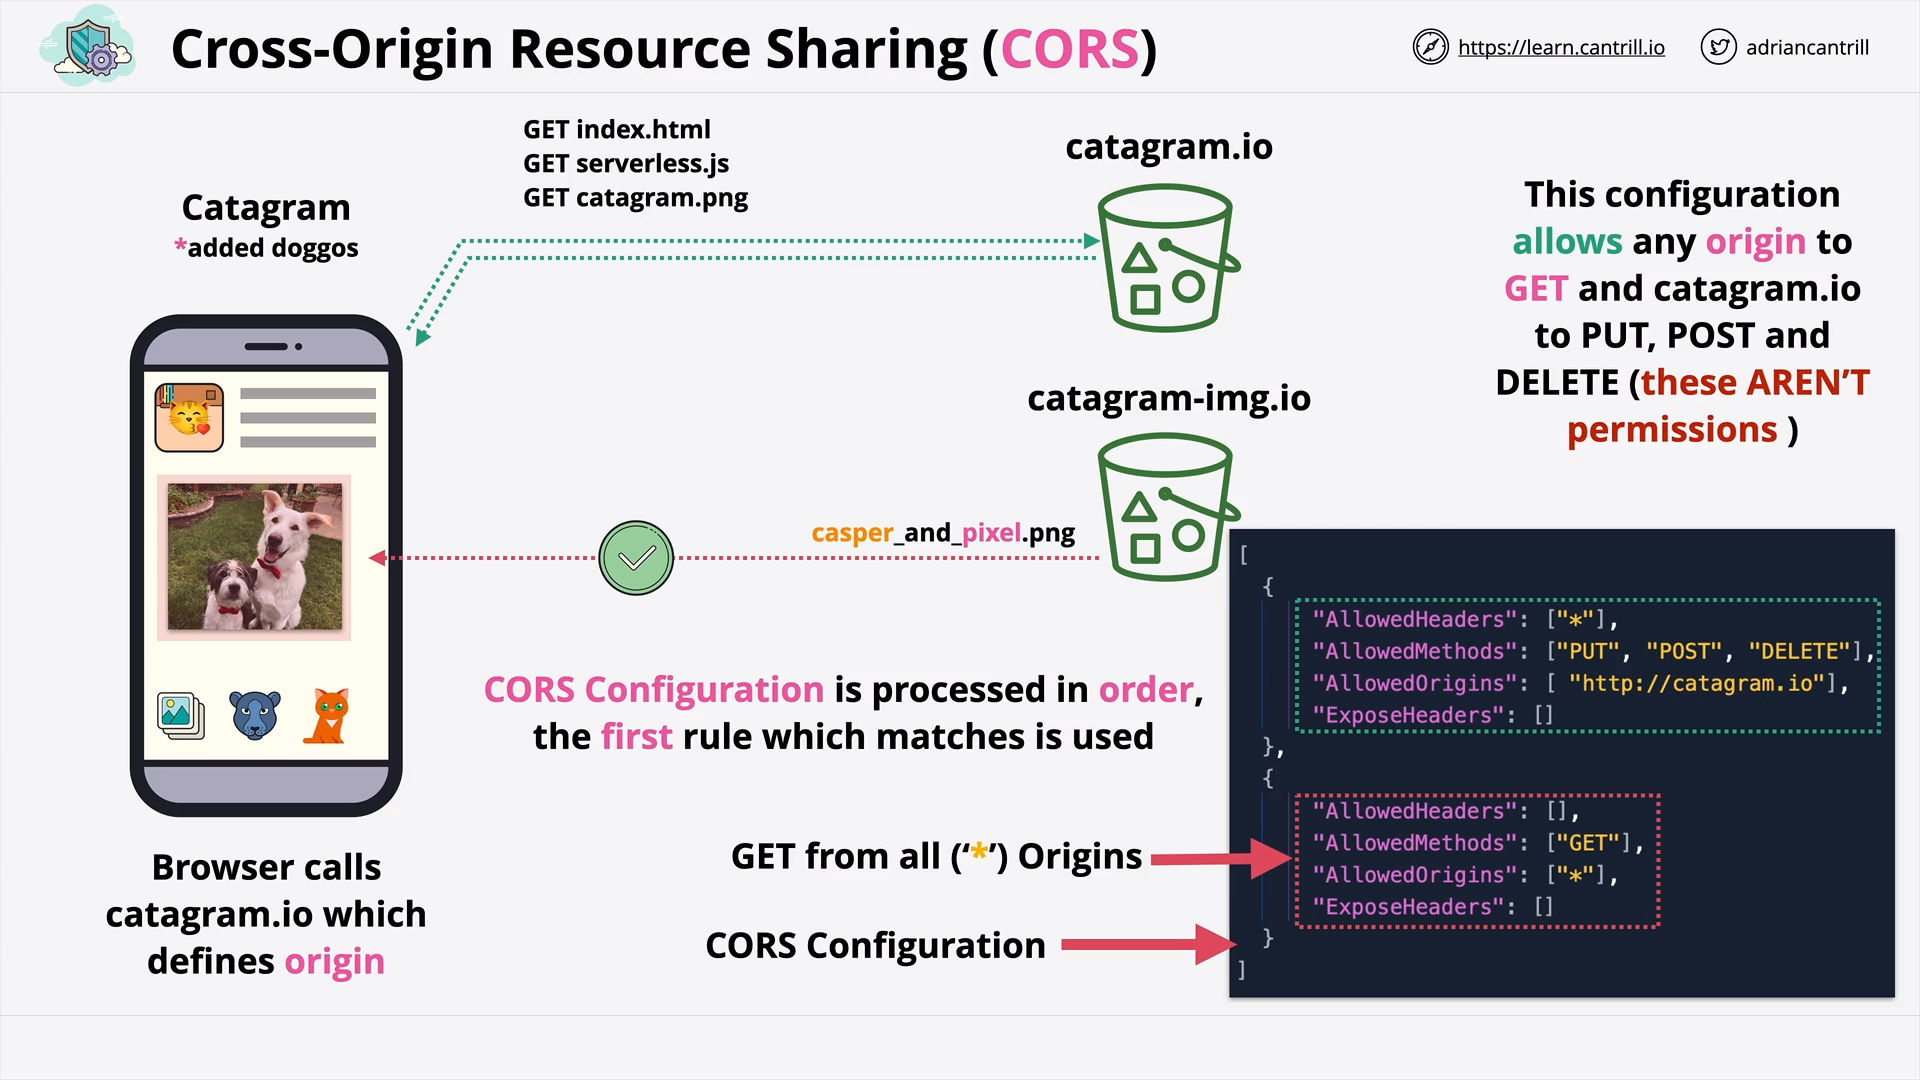 Cross-Origin Resource Sharing (CORS)
https://learn.cantrill.io
adriancantrill
GET index.html
GET serverless.js
GET catagram.png
catagram.io
Catagram
*added doggos
This configuration
allows any origin to
GET and catagram.io
to PUT, POST and
DELETE (these AREN’T
permissions )
catagram-img.io
casper_and_pixel.png
CORS Configuration is processed in order,
the first rule which matches is used
GET from all (‘*’) Origins
CORS Configuration
Browser calls
catagram.io which
defines origin
[
{
"AllowedHeaders": ["*"],
"AllowedMethods": ["PUT", "POST", "DELETE"],
"AllowedOrigins": [ "http://catagram.io"],
"ExposeHeaders": []
},
{
"AllowedHeaders": [],
"AllowedMethods": ["GET"],
"AllowedOrigins": ["*"],
"ExposeHeaders": []
}
]